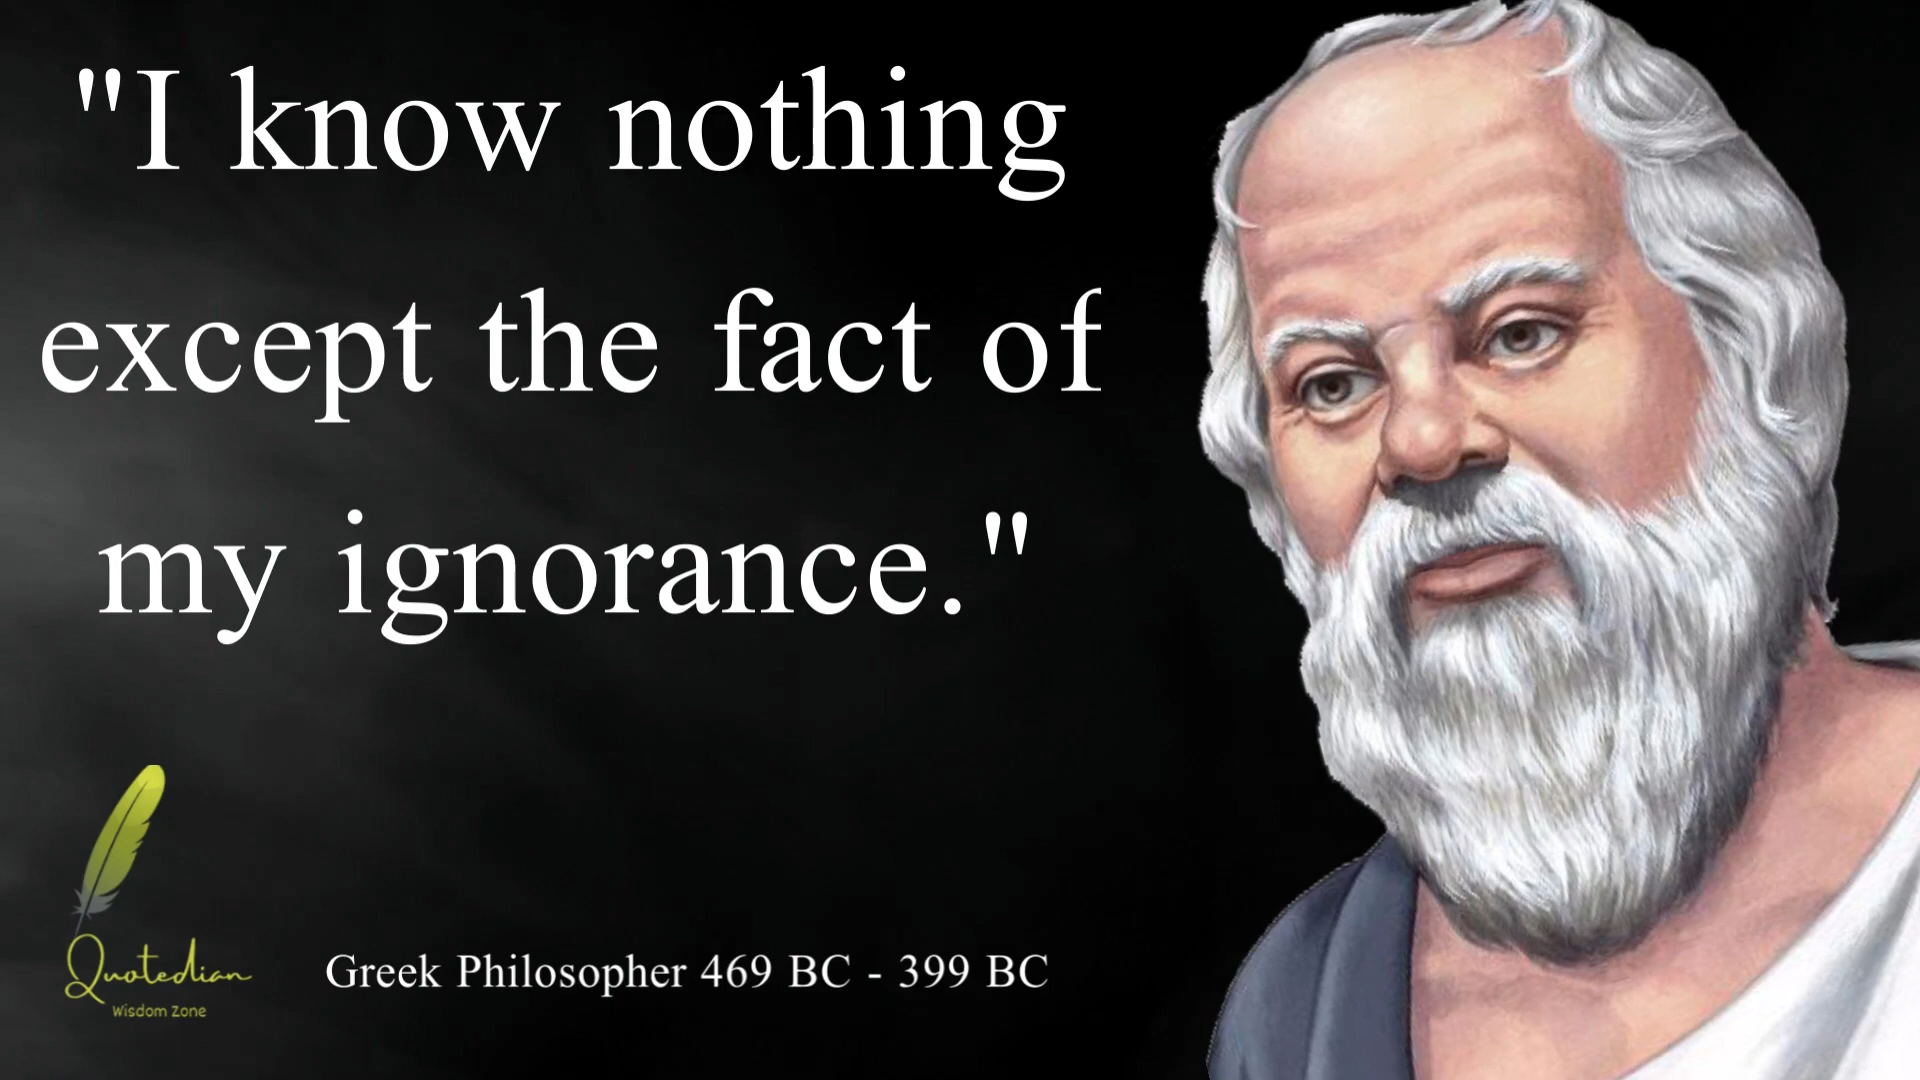 "I know nothing
except the fact of
my ignorance."
Quotedian
Wisdom Zone
Greek Philosopher 469 BC - 399 BC